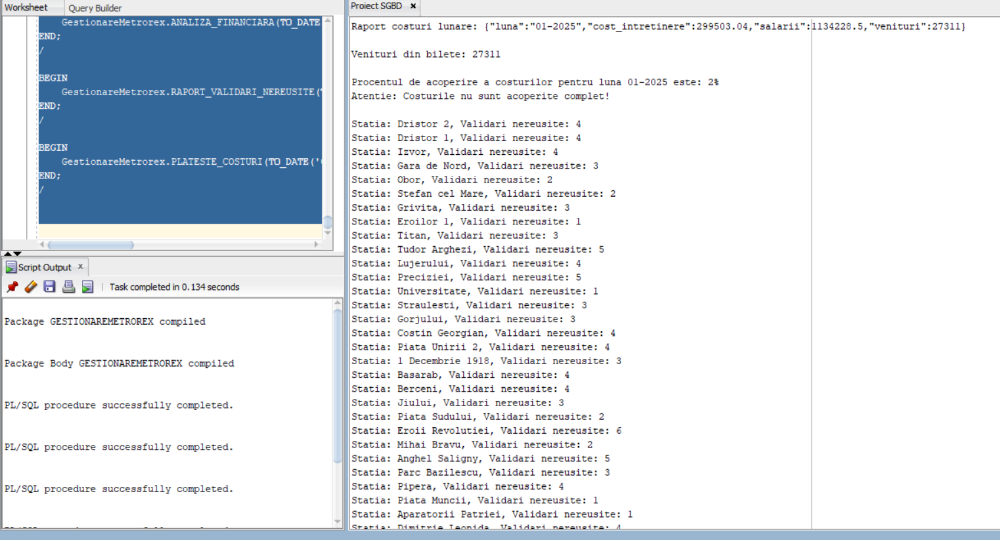 Worksheet
Query Builder
GestionareMetrorex.ANALIZA_FINANCIARA(TO_DATE
END;
/
BEGIN
GestionareMetrorex.RAPORT_VALIDARI_NEREUSITE(
END;
/
BEGIN
GestionareMetrorex.PLATESTE_COSTURI(TO_DATE('
END;
/
Script Output x
Task completed in 0.134 seconds
Package GESTIONAREMETROREX compiled
Package Body GESTIONAREMETROREX compiled
PL/SQL procedure successfully completed.
PL/SQL procedure successfully completed.
PL/SQL procedure successfully completed.
Proiect SGBD x
Raport costuri lunare: {"luna":"01-2025","cost_intretinere":299503.04,"salarii":1134228.5,"venituri":27311}
Venituri din bilete: 27311
Procentul de acoperire a costurilor pentru luna 01-2025 este: 2%
Atentie: Costurile nu sunt acoperite complet!
Statia: Dristor 2, Validari nereusite: 4
Statia: Dristor 1, Validari nereusite: 4
Statia: Izvor, Validari nereusite: 4
Statia: Gara de Nord, Validari nereusite: 3
Statia: Obor, Validari nereusite: 2
Statia: Stefan cel Mare, Validari nereusite: 2
Statia: Grivita, Validari nereusite: 3
Statia: Eroilor 1, Validari nereusite: 1
Statia: Titan, Validari nereusite: 3
Statia: Tudor Arghezi, Validari nereusite: 5
Statia: Lujerului, Validari nereusite: 4
Statia: Preciziei, Validari nereusite: 5
Statia: Universitate, Validari nereusite: 1
Statia: Straulesti, Validari nereusite: 3
Statia: Gorjului, Validari nereusite: 3
Statia: Costin Georgian, Validari nereusite: 4
Statia: Piata Unirii 2, Validari nereusite: 4
Statia: 1 Decembrie 1918, Validari nereusite: 3
Statia: Basarab, Validari nereusite: 4
Statia: Berceni, Validari nereusite: 4
Statia: Jiului, Validari nereusite: 3
Statia: Piata Sudului, Validari nereusite: 2
Statia: Eroii Revolutiei, Validari nereusite: 6
Statia: Mihai Bravu, Validari nereusite: 2
Statia: Anghel Saligny, Validari nereusite: 5
Statia: Parc Bazilescu, Validari nereusite: 3
Statia: Pipera, Validari nereusite: 4
Statia: Piata Muncii, Validari nereusite: 1
Statia: Aparatorii Patriei, Validari nereusite: 1
Statia: Dimitrie Leonida, Validari nereusite: 4